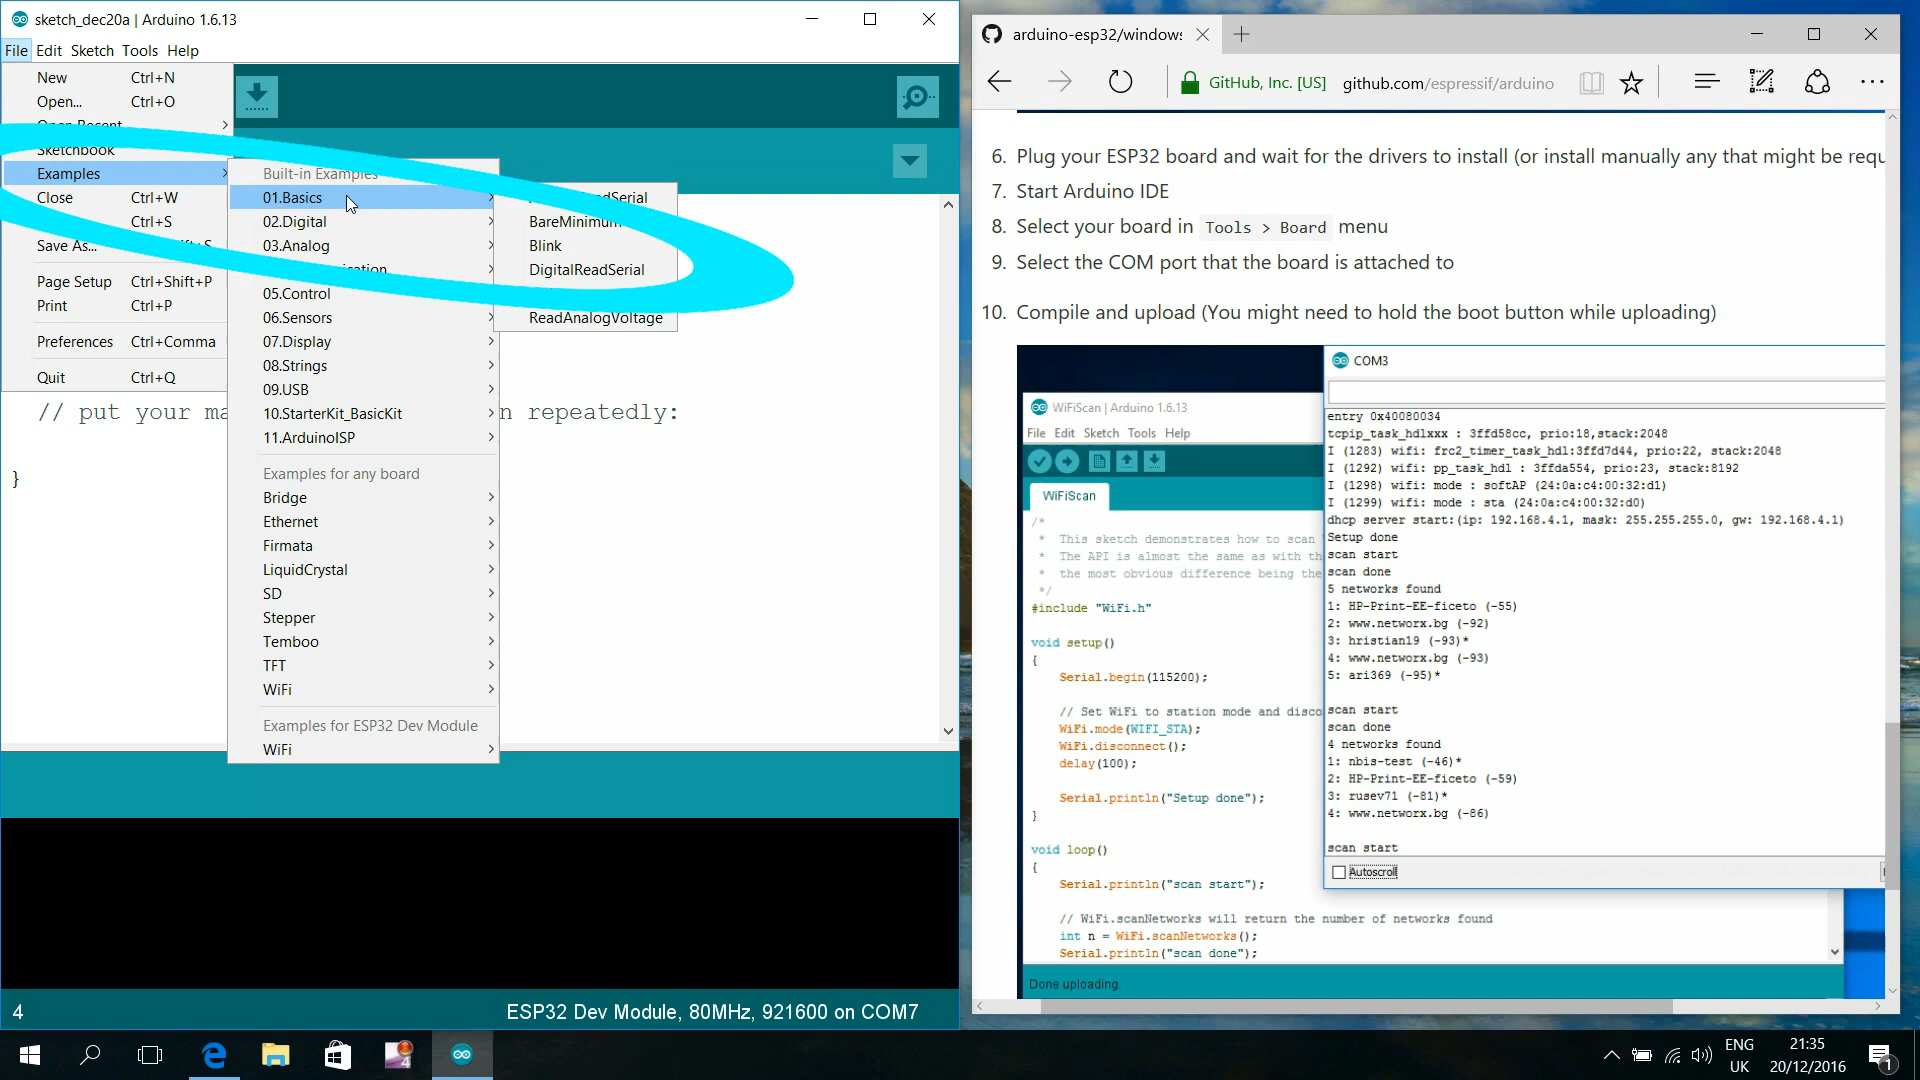 sketch_dec20a | Arduino 1.6.13
File Edit Sketch Tools Help
New Ctrl+N
Open... Ctrl+O
Open Recent
Sketchbook
Examples
Close Ctrl+W
Ctrl+S
Save As...
Page Setup Ctrl+Shift+P
Print Ctrl+P
Preferences Ctrl+Comma
Quit Ctrl+Q
Built-in Examples
01.Basics
02.Digital
03.Analog
05.Control
06.Sensors
07.Display
08.Strings
09.USB
10.StarterKit_BasicKit
11.ArduinoISP
Examples for any board
Bridge
Ethernet
Firmata
LiquidCrystal
SD
Stepper
Temboo
TFT
WiFi
Examples for ESP32 Dev Module
WiFi
BareMinimum
Blink
DigitalReadSerial
ReadAnalogVoltage
// put your
repeatedly:
}
4
ESP32 Dev Module, 80MHz, 921600 on COM7
arduino-esp32/windows
GitHub, Inc. [US] github.com/espressif/arduino
6. Plug your ESP32 board and wait for the drivers to install (or install manually any that might be requ
7. Start Arduino IDE
8. Select your board in Tools > Board menu
9. Select the COM port that the board is attached to
10. Compile and upload (You might need to hold the boot button while uploading)
WiFiScan | Arduino 1.6.13
File Edit Sketch Tools Help
WiFiScan
/*
* This sketch demonstrates how to scan
* The API is almost the same as with th
* the most obvious difference being the
*/
#include "WiFi.h"
void setup()
{
Serial.begin(115200);
// Set WiFi to station mode and disco
WiFi.mode(WIFI_STA);
WiFi.disconnect();
delay(100);
Serial.println("Setup done");
}
void loop()
{
Serial.println("scan start");
// WiFi.scanNetworks will return the number of networks found
int n = WiFi.scanNetworks();
Serial.println("scan done");
Done uploading.
COM3
entry 0x40080034
tcpip_task_hdlxxx : 3ffd58cc, prio:18,stack:2048
I (1283) wifi: frc2_timer_task_hdl:3ffd7d44, prio:22, stack:2048
I (1292) wifi: pp_task_hdl : 3ffda554, prio:23, stack:8192
I (1298) wifi: mode : softAP (24:0a:c4:00:32:d1)
I (1299) wifi: mode : sta (24:0a:c4:00:32:d0)
dhcp server start:(ip: 192.168.4.1, mask: 255.255.255.0, gw: 192.168.4.1)
Setup done
scan start
scan done
5 networks found
1: HP-Print-EE-ficeto (-55)
2: www.networx.bg (-92)
3: hristian19 (-93)*
4: www.networx.bg (-93)
5: ari369 (-95)*
scan start
scan done
4 networks found
1: nbis-test (-46)*
2: HP-Print-EE-ficeto (-59)
3: rusev71 (-81)*
4: www.networx.bg (-86)
scan start
Autoscroll
4
ENG
UK
21:35
20/12/2016
1